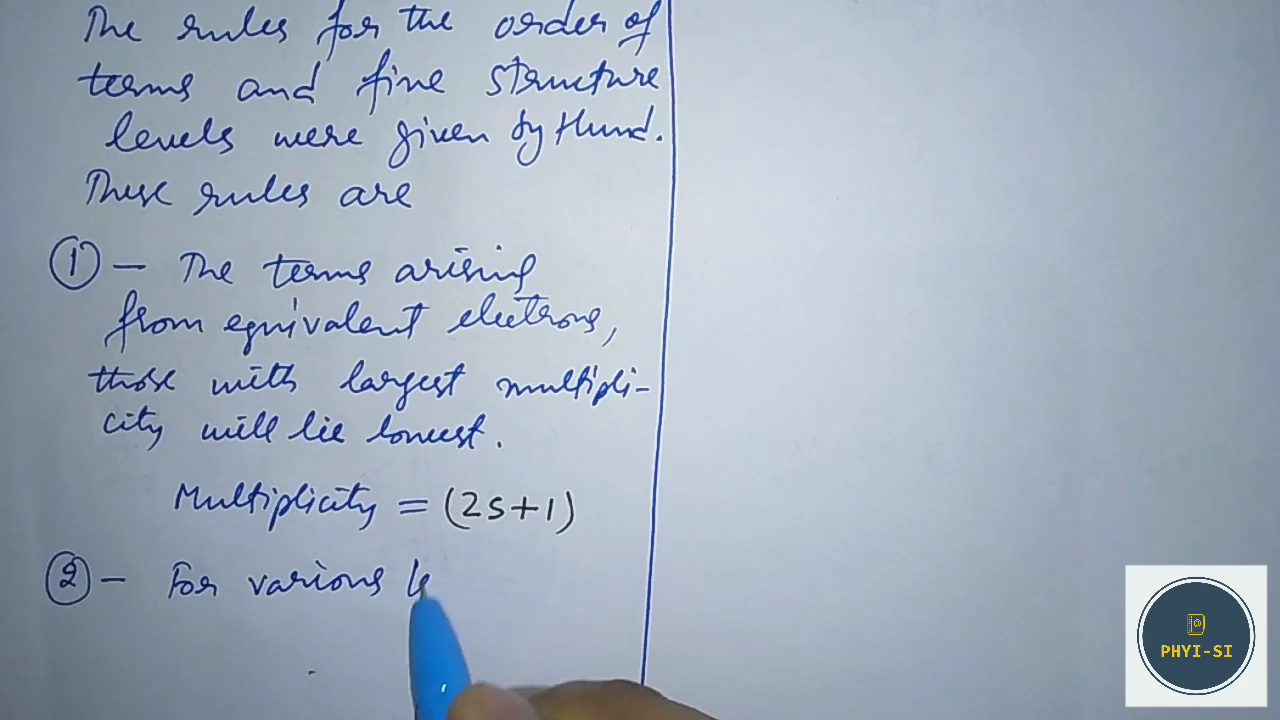 The rules for the order of
terms and fine structure
levels were given by Hund.
These rules are
① — The terms arising
from equivalent electrons,
those with largest multipli-
city will lie lowest.
Multiplicity = (2s+1)
② — For various
PHYI-SI